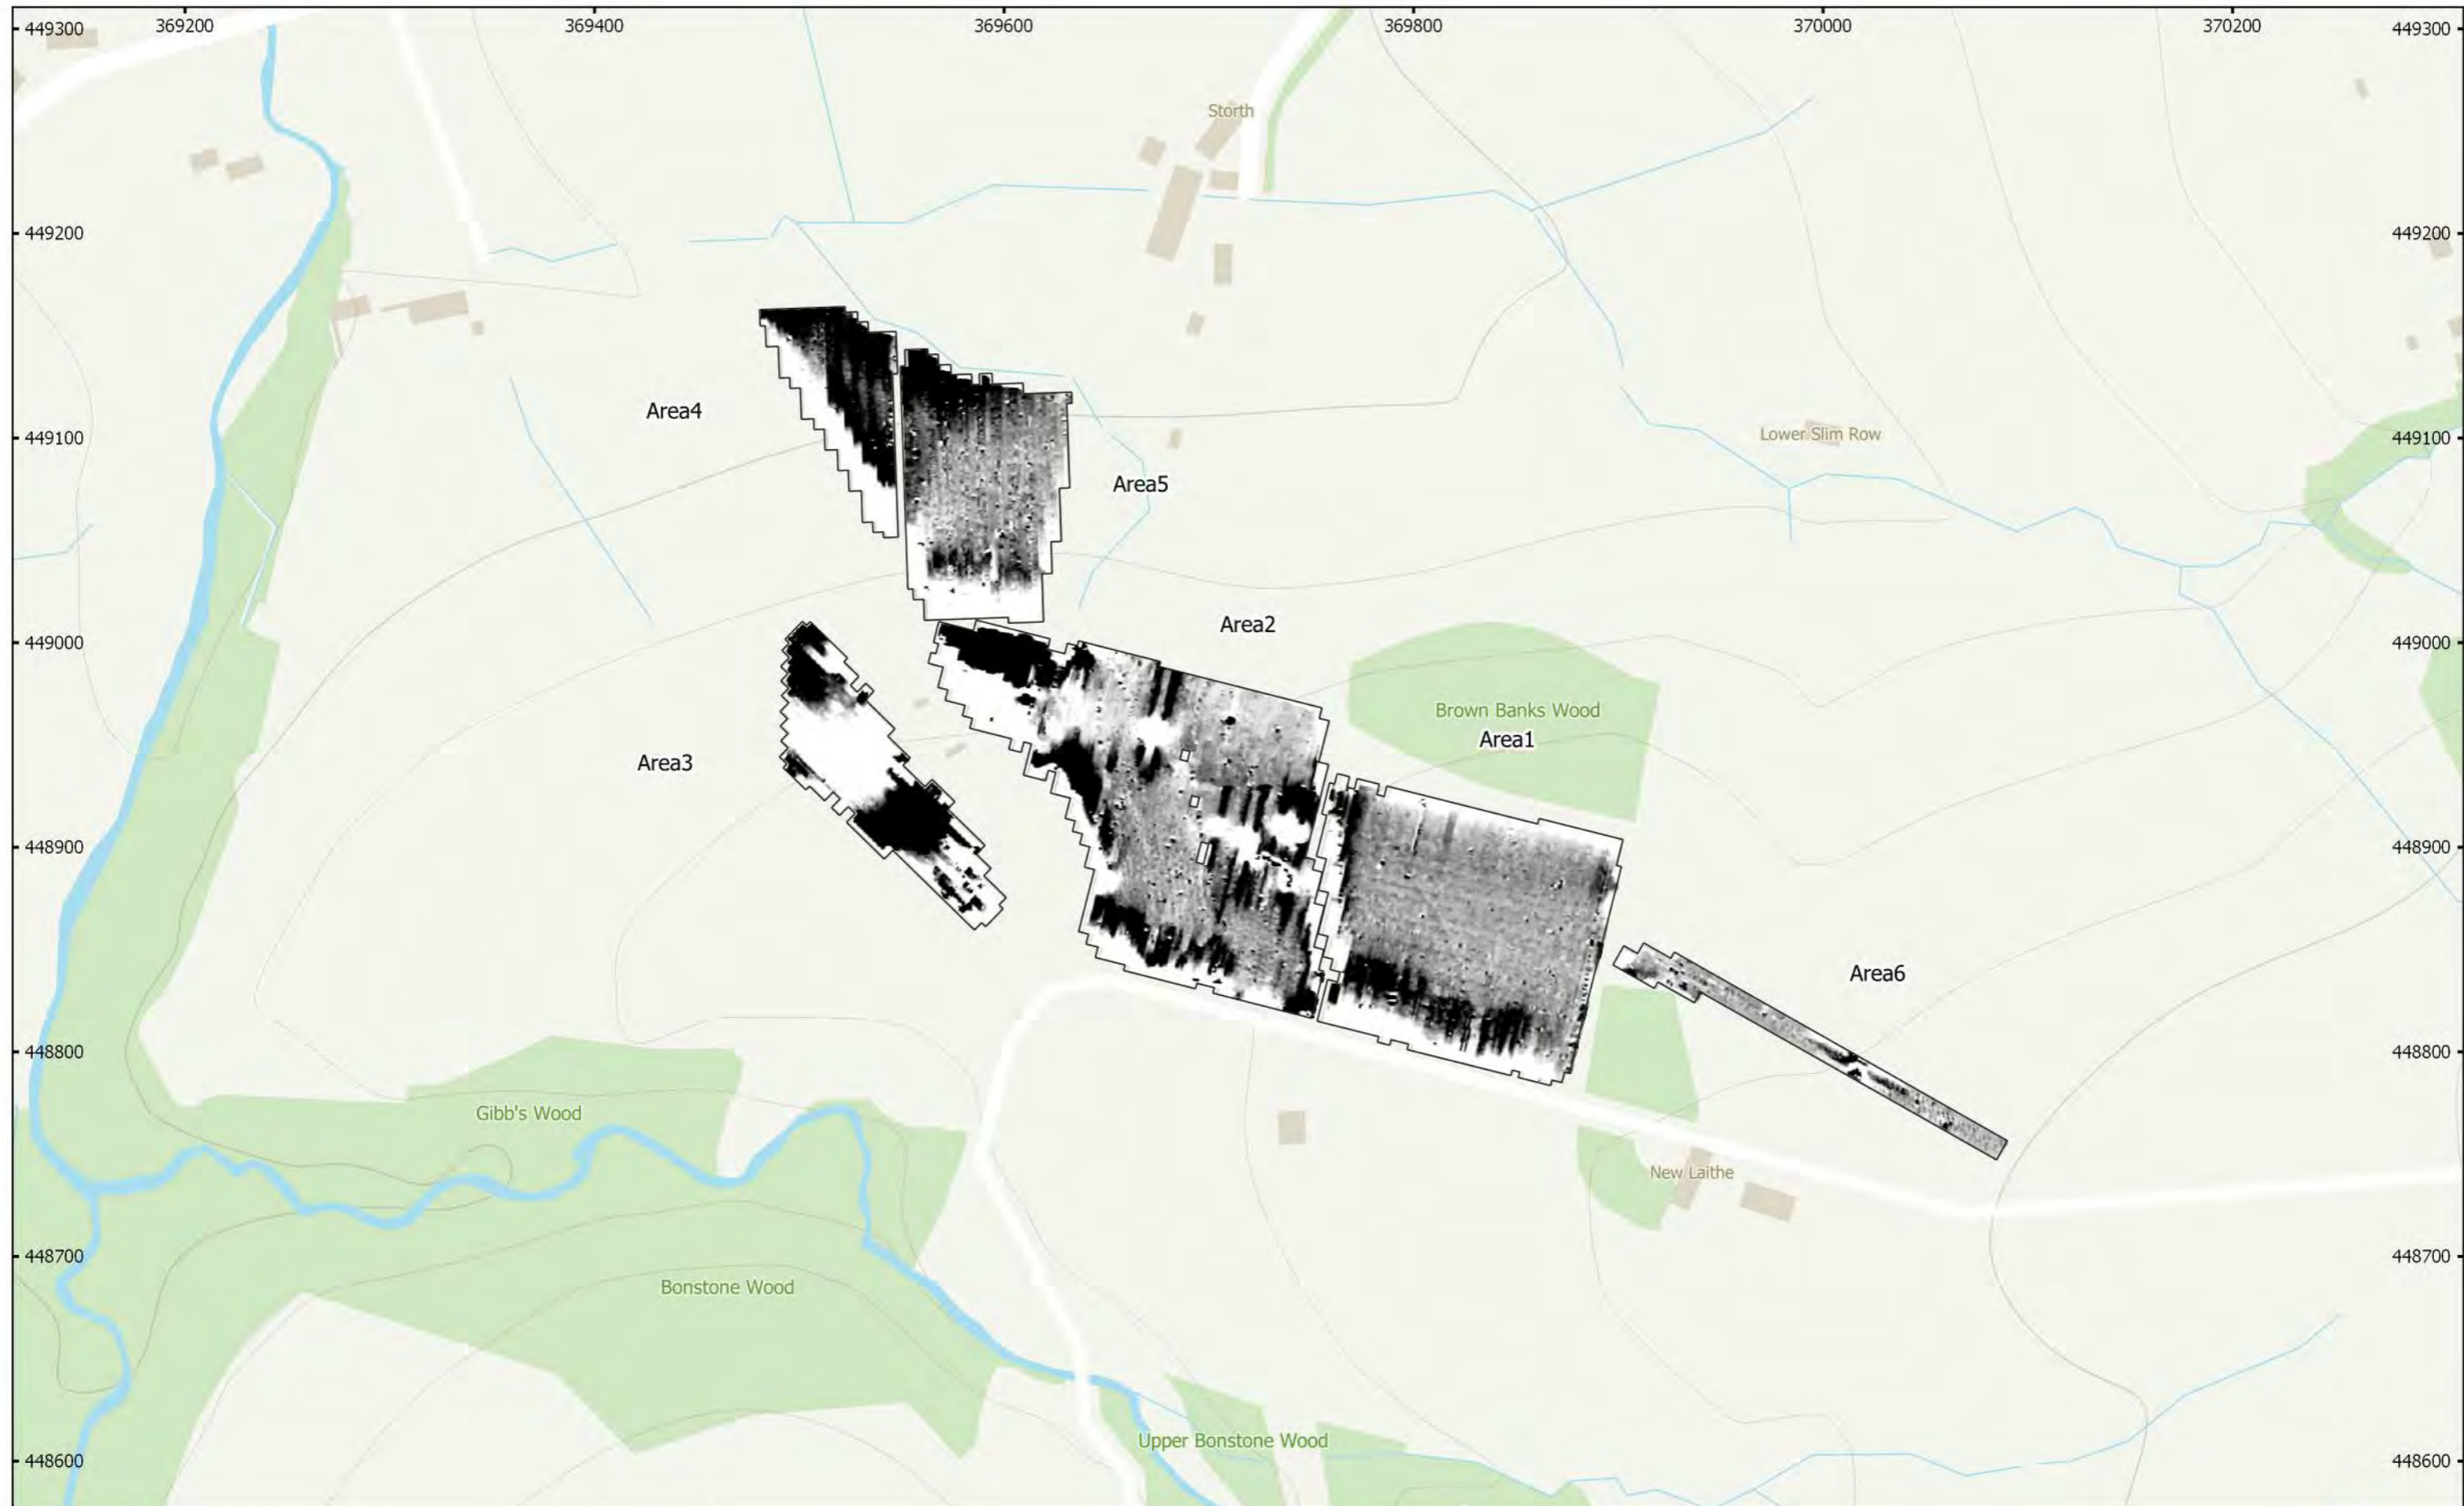 369200
369400
369600
369800
370000
370200
449300
449300
Storth
449200
449200
Area4
449100
Lower Slim Row
449100
Area5
Area2
449000
449000
Brown Banks Wood
Area1
Area3
448900
448900
Area6
448800
448800
Gibb's Wood
New Laithe
448700
448700
Bonstone Wood
Upper Bonstone Wood
448600
448600